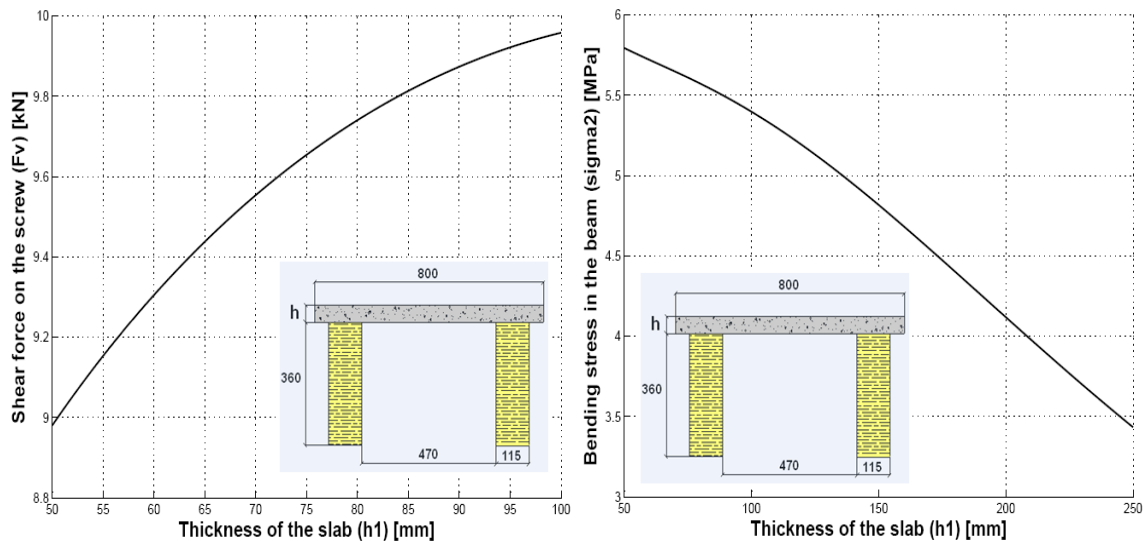 Shear force on the screw (Fv) [kN]
10
9.8
9.6
9.4
9.2
9
8.8
50 55 60 65 70 75 80 85 90 95 100
Thickness of the slab (h1) [mm]
800
h
360
470
115
Bending stress in the beam (sigma2) [MPa]
6
5.5
5
4.5
4
3.5
3
50 100 150 200 250
Thickness of the slab (h1) [mm]
800
h
360
470
115